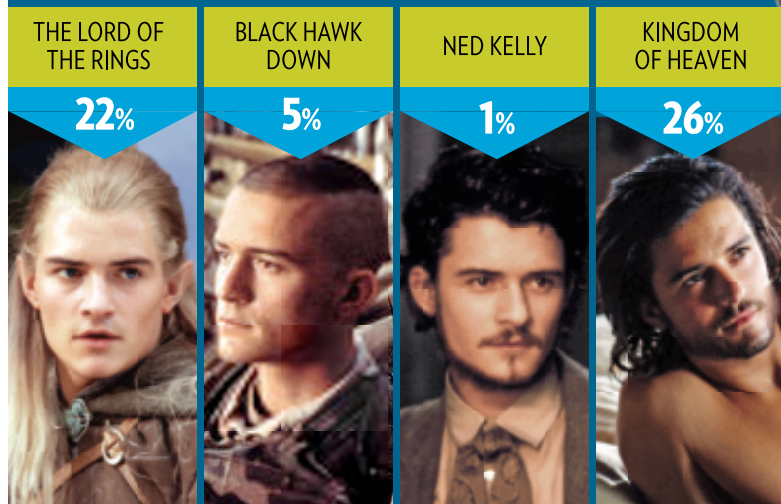 THE LORD OF
THE RINGS
BLACK HAWK
DOWN
NED KELLY
KINGDOM
OF HEAVEN
22%
5%
1%
26%